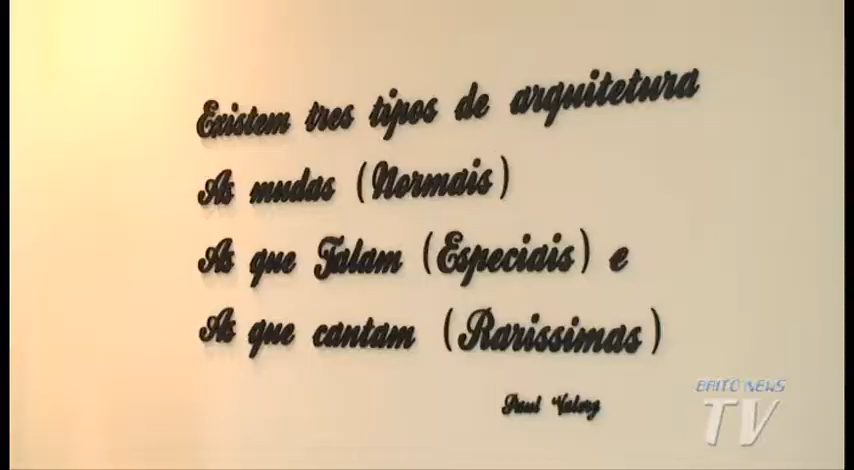 Existem tres tipos de arquitetura
As mudas (Normais)
As que Falam (Especiais) e
As que cantam (Rarissimas)
Paul Valery
BRITO NEWS
TV